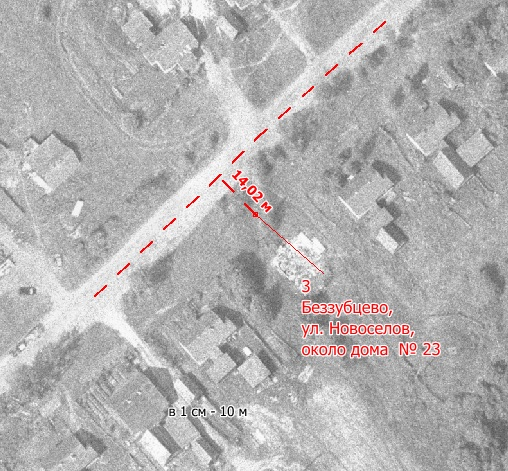 14,02 м
3
Беззубцево,
ул. Новоселов,
около дома № 23
в 1 см - 10 м